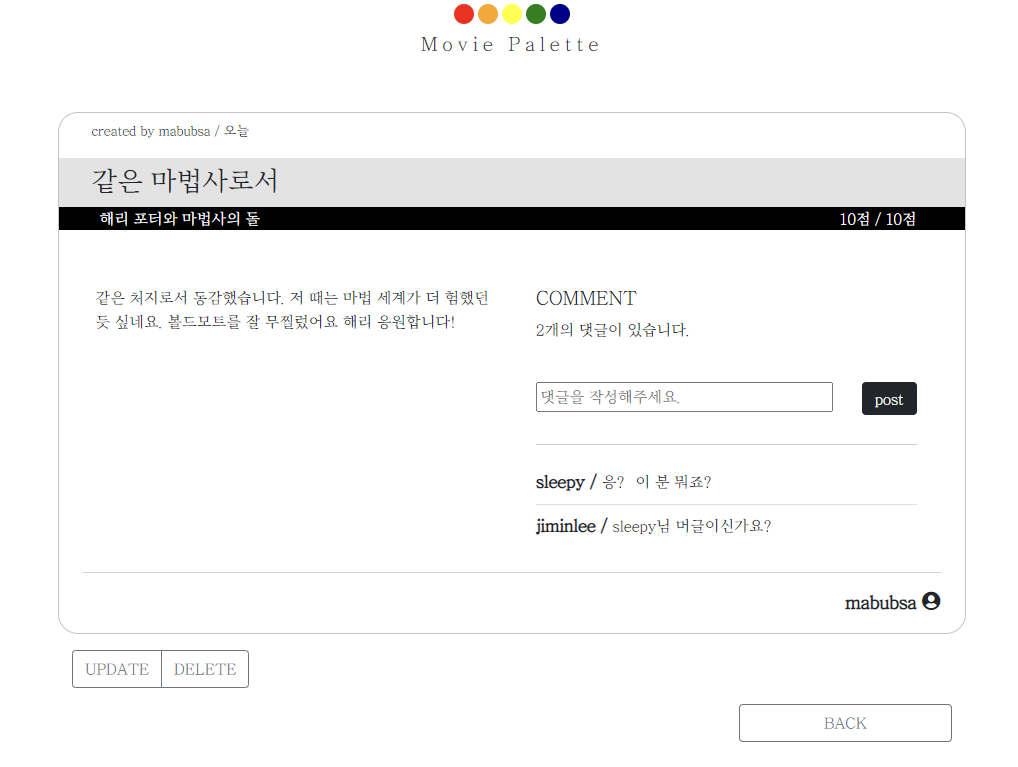 Movie Palette
created by mabubsa / 오늘
같은 마법사로서
해리 포터와 마법사의 돌 10점 / 10점
같은 처지로서 동감했습니다. 저 때는 마법 세계가 더 험했던
듯 싶네요. 볼드모트를 잘 무찔렀어요 해리 응원합니다!
COMMENT
2개의 댓글이 있습니다.
댓글을 작성해주세요. post
sleepy / 응? 이 분 뭐죠?
jiminlee / sleepy님 머글이신가요?
mabubsa
UPDATE DELETE
BACK